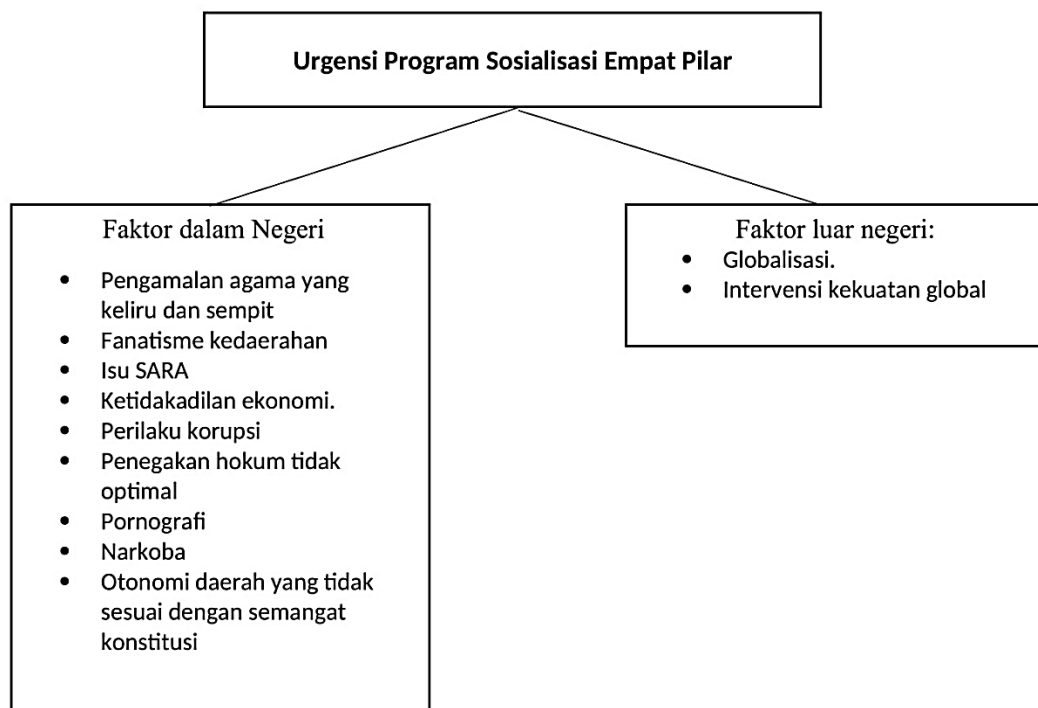 Urgensi Program Sosialisasi Empat Pilar
Faktor dalam Negeri
• Pengamalan agama yang
keliru dan sempit
• Fanatisme kedaerahan
• Isu SARA
• Ketidakadilan ekonomi.
• Perilaku korupsi
• Penegakan hokum tidak
optimal
• Pornografi
• Narkoba
• Otonomi daerah yang tidak
sesuai dengan semangat
konstitusi
Faktor luar negeri:
• Globalisasi.
• Intervensi kekuatan global